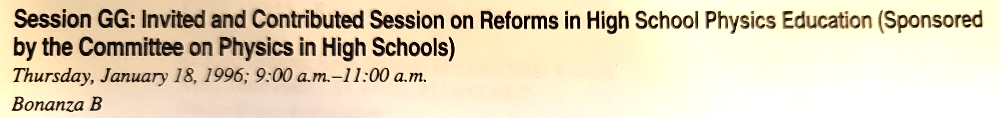 Session GG: Invited and Contributed Session on Reforms in High School Physics Education (Sponsored
by the Committee on Physics in High Schools)
Thursday, January 18, 1996; 9:00 a.m.–11:00 a.m.
Bonanza B